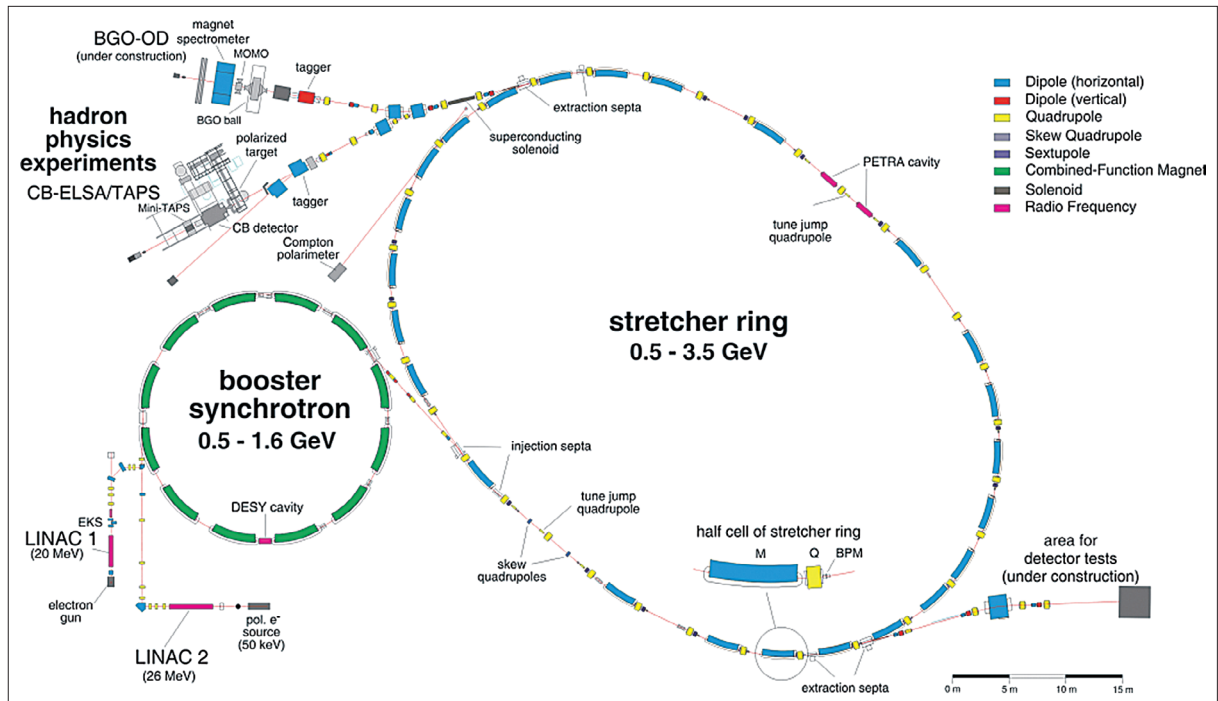 BGO-OD
(under construction)
magnet
spectrometer
MOMO
tagger
BGO ball
hadron
physics
experiments
CB-ELSA/TAPS
polarized
target
Mini-TAPS
tagger
CB detector
Compton
polarimeter
extraction septa
superconducting
solenoid
PETRA cavity
tune jump
quadrupole
Dipole (horizontal)
Dipole (vertical)
Quadrupole
Skew Quadrupole
Sextupole
Combined-Function Magnet
Solenoid
Radio Frequency
stretcher ring
0.5 - 3.5 GeV
booster
synchrotron
0.5 - 1.6 GeV
DESY cavity
injection septa
tune jump
quadrupole
skew
quadrupoles
EKS
LINAC 1
(20 MeV)
electron
gun
LINAC 2
(26 MeV)
pol. e-
source
(50 keV)
half cell of stretcher ring
M
Q
BPM
area for
detector tests
(under construction)
extraction septa
0 m
5 m
10 m
15 m